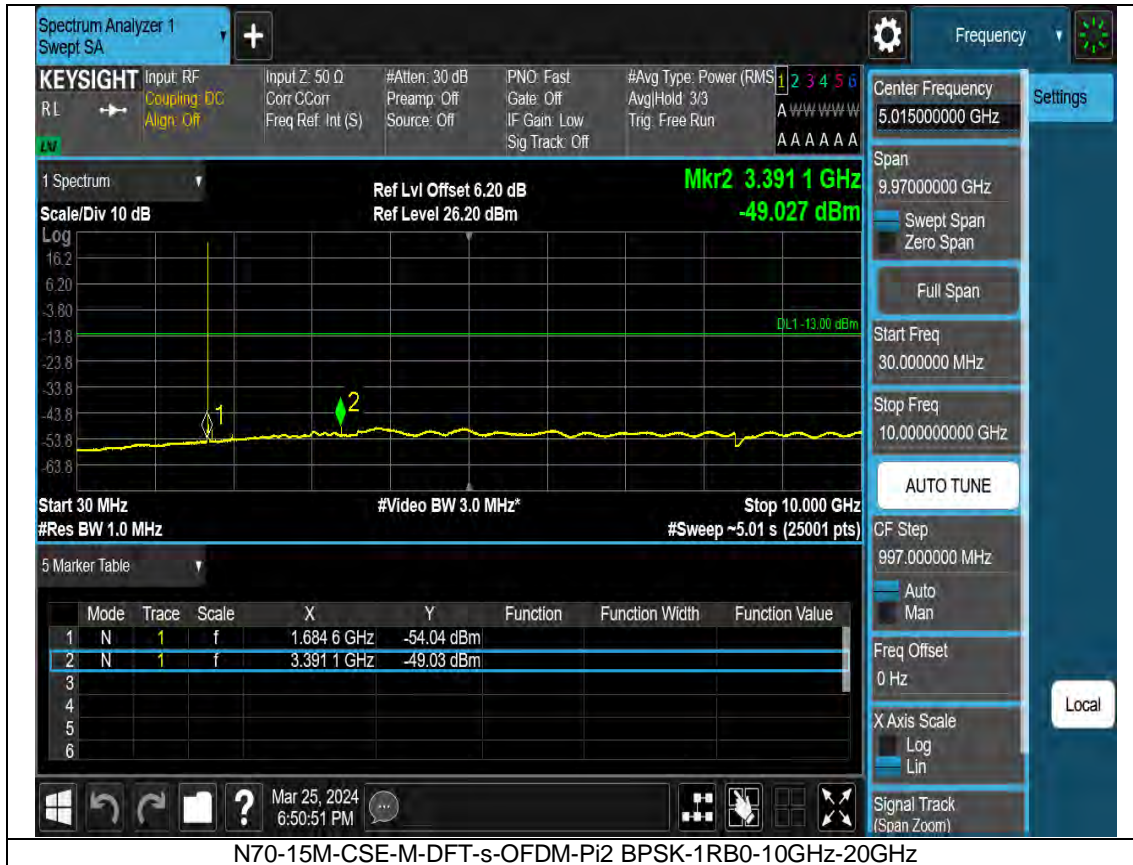 Spectrum Analyzer 1
Swept SA
+
Frequency
KEYSIGHT
RL
LXI
Input: RF
Coupling: DC
Align: Off
Input Z: 50 Ω
Corr CCorr
Freq Ref: Int (S)
#Atten: 30 dB
Preamp: Off
Source: Off
PNO: Fast
Gate: Off
IF Gain: Low
Sig Track: Off
#Avg Type: Power (RMS
Avg|Hold: 3/3
Trig: Free Run
1 2 3 4 5 6
A W W W W W
A A A A A A
1 Spectrum
Scale/Div 10 dB
Ref Lvl Offset 6.20 dB
Ref Level 26.20 dBm
Mkr2 3.391 1 GHz
-49.027 dBm
Log
16.2
6.20
-3.80
-13.8
-23.8
-33.8
-43.8
-53.8
-63.8
DL1 -13.00 dBm
1
2
Start 30 MHz
#Res BW 1.0 MHz
#Video BW 3.0 MHz*
Stop 10.000 GHz
#Sweep ~5.01 s (25001 pts)
5 Marker Table
Mode Trace Scale X Y Function Function Width Function Value
1 N 1 f 1.684 6 GHz -54.04 dBm
2 N 1 f 3.391 1 GHz -49.03 dBm
3
4
5
6
Center Frequency
5.015000000 GHz
Settings
Span
9.97000000 GHz
Swept Span
Zero Span
Full Span
Start Freq
30.000000 MHz
Stop Freq
10.000000000 GHz
AUTO TUNE
CF Step
997.000000 MHz
Auto
Man
Freq Offset
0 Hz
X Axis Scale
Log
Lin
Signal Track
(Span Zoom)
Local
?
Mar 25, 2024
6:50:51 PM
N70-15M-CSE-M-DFT-s-OFDM-Pi2 BPSK-1RB0-10GHz-20GHz